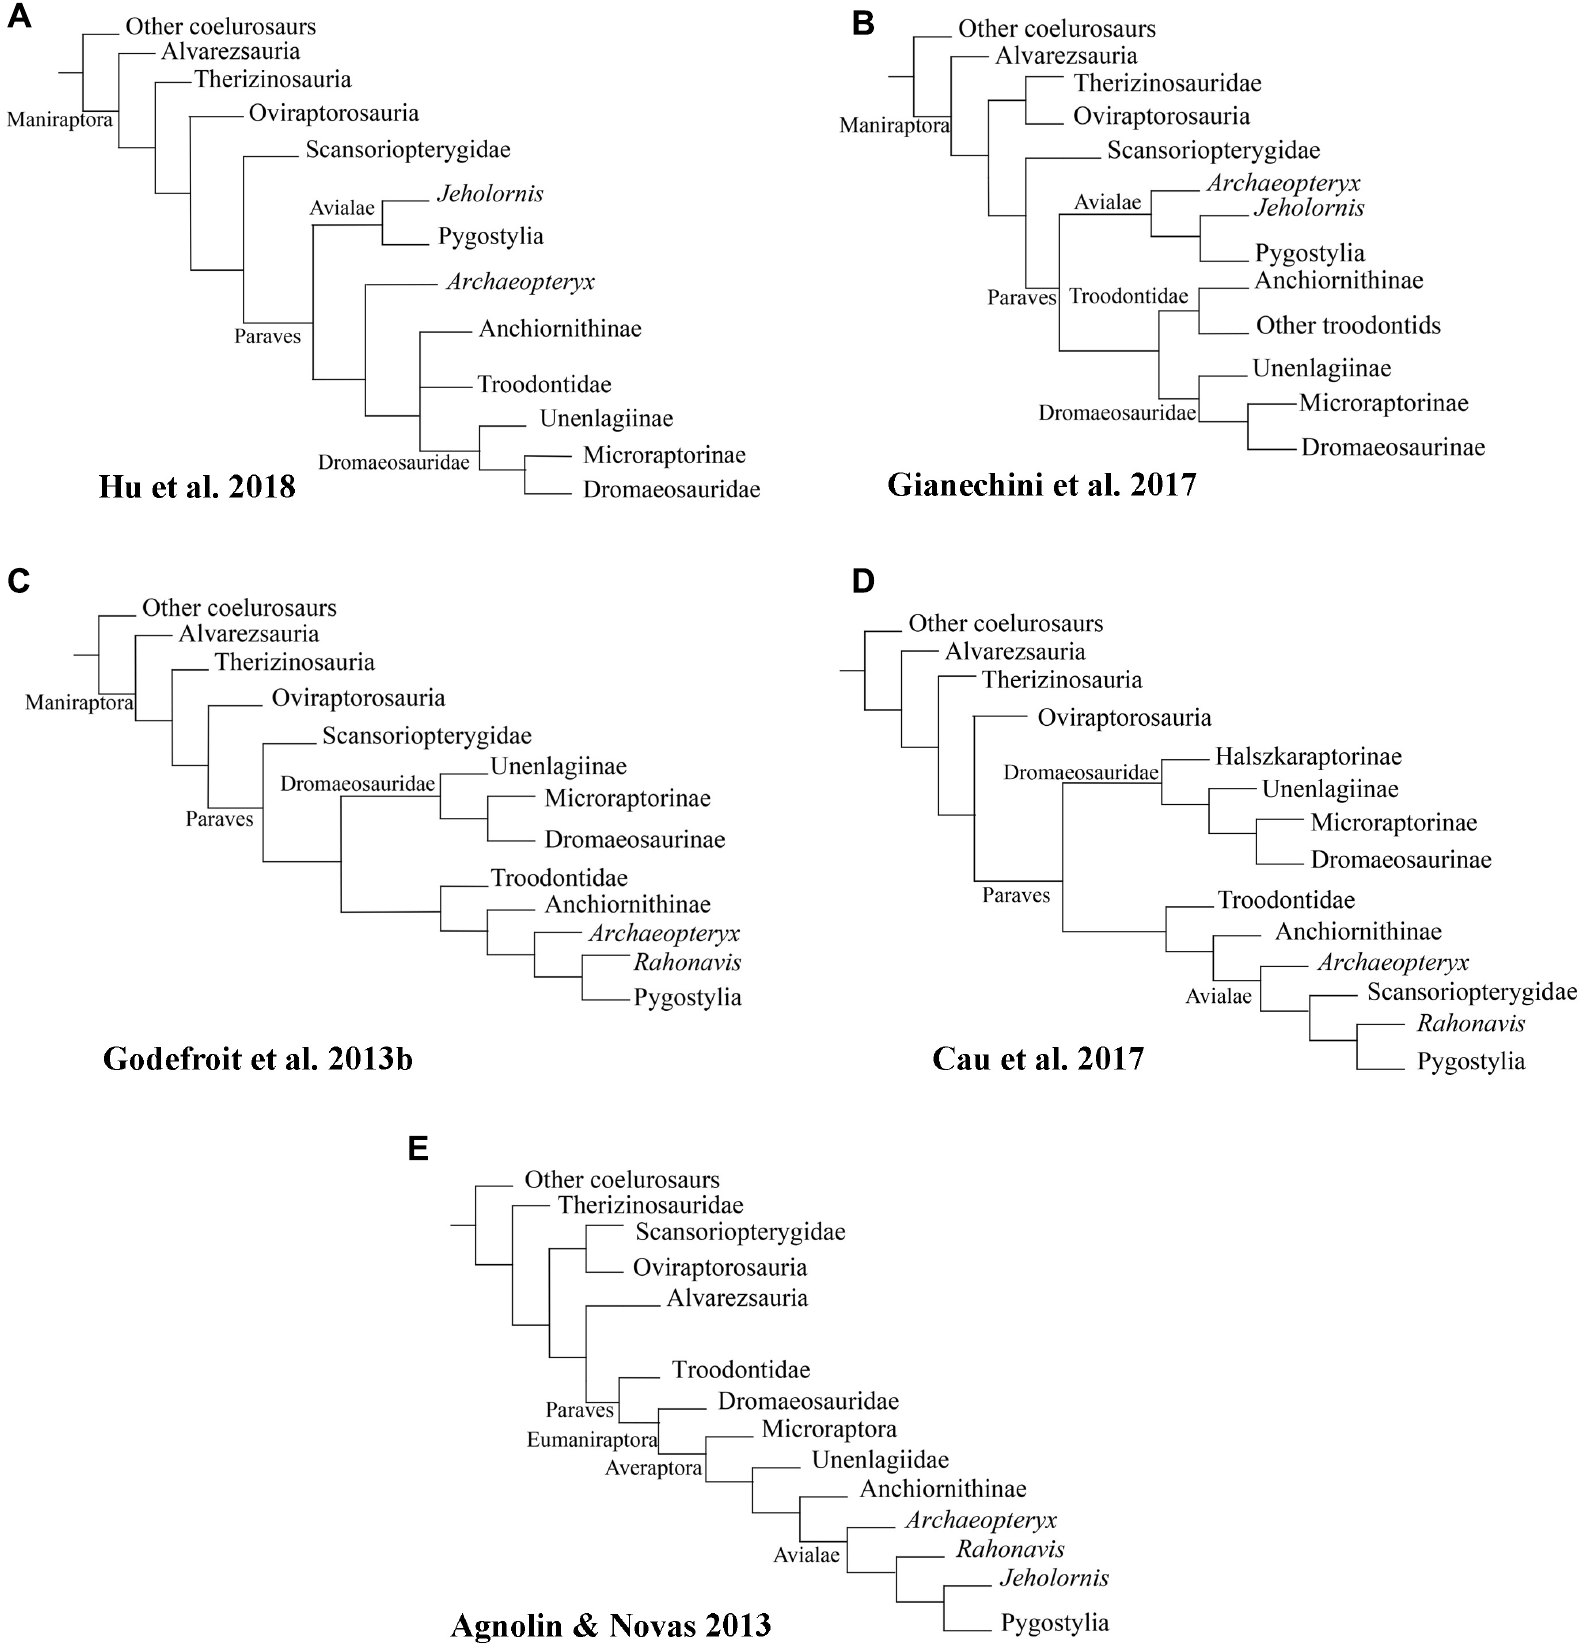 A
Other coelurosaurs
Alvarezsauria
Therizinosauria
Maniraptora
Oviraptorosauria
Scansoriopterygidae
Jeholornis
Avialae
Pygostylia
Archaeopteryx
Paraves
Anchiornithinae
Troodontidae
Unenlagiinae
Dromaeosauridae
Microraptorinae
Dromaeosauridae
Hu et al. 2018
B
Other coelurosaurs
Alvarezsauria
Therizinosauridae
Maniraptora
Oviraptorosauria
Scansoriopterygidae
Archaeopteryx
Avialae
Jeholornis
Pygostylia
Anchiornithinae
Paraves
Troodontidae
Other troodontids
Unenlagiinae
Microraptorinae
Dromaeosauridae
Dromaeosaurinae
Gianechini et al. 2017
C
Other coelurosaurs
Alvarezsauria
Therizinosauria
Maniraptora
Oviraptorosauria
Scansoriopterygidae
Unenlagiinae
Dromaeosauridae
Microraptorinae
Paraves
Dromaeosaurinae
Troodontidae
Anchiornithinae
Archaeopteryx
Rahonavis
Pygostylia
Godefroit et al. 2013b
D
Other coelurosaurs
Alvarezsauria
Therizinosauria
Oviraptorosauria
Halszkaraptorinae
Dromaeosauridae
Unenlagiinae
Microraptorinae
Dromaeosaurinae
Paraves
Troodontidae
Anchiornithinae
Archaeopteryx
Avialae
Scansoriopterygidae
Rahonavis
Pygostylia
Cau et al. 2017
E
Other coelurosaurs
Therizinosauridae
Scansoriopterygidae
Oviraptorosauria
Alvarezsauria
Troodontidae
Paraves
Dromaeosauridae
Eumaniraptora
Microraptora
Averaptora
Unenlagiidae
Anchiornithinae
Archaeopteryx
Avialae
Rahonavis
Jeholornis
Pygostylia
Agnolin & Novas 2013